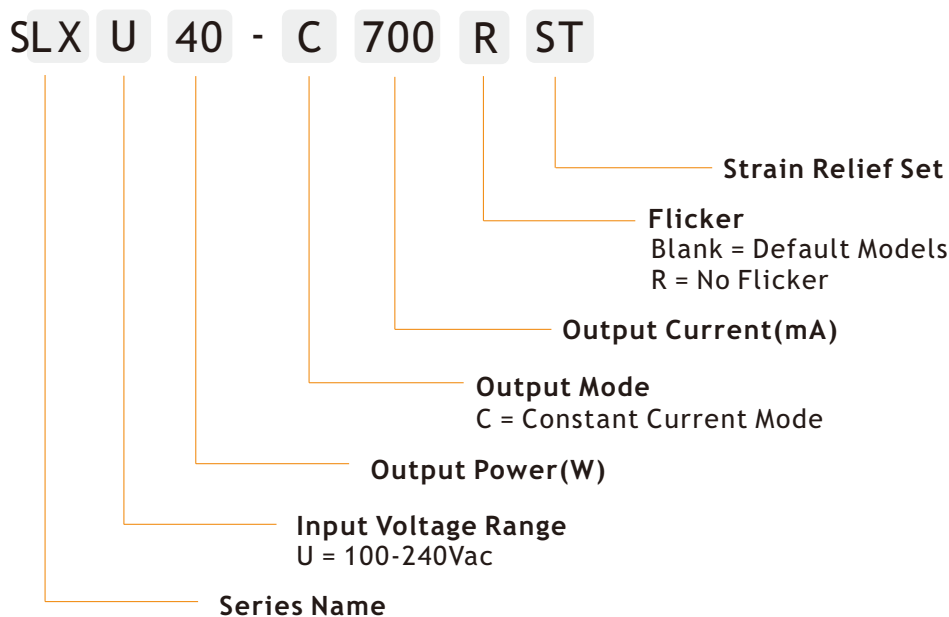 SLX U 40 - C 700 R ST
Strain Relief Set
Flicker
Blank = Default Models
R = No Flicker
Output Current(mA)
Output Mode
C = Constant Current Mode
Output Power(W)
Input Voltage Range
U = 100-240Vac
Series Name